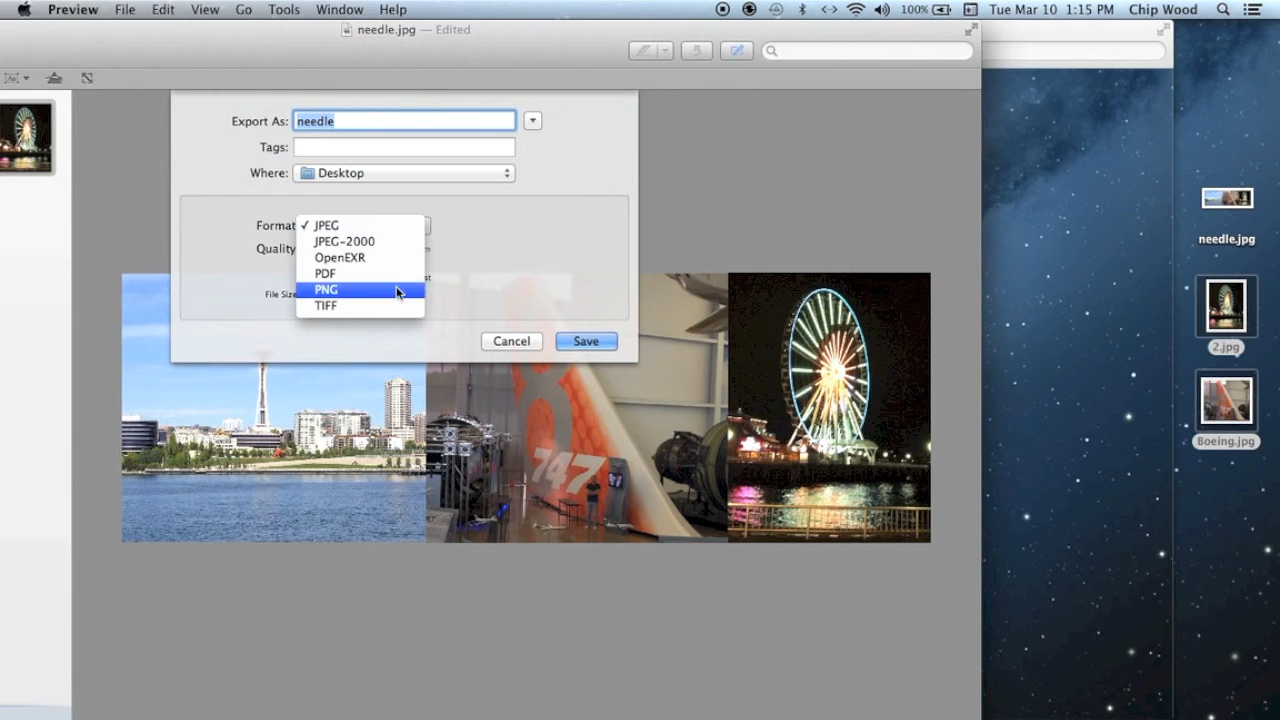 Preview File Edit View Go Tools Window Help 100% Tue Mar 10 1:15 PM Chip Wood
needle.jpg — Edited
Export As: needle
Tags:
Where: Desktop
Format ✓ JPEG
JPEG-2000
Quality
OpenEXR
PDF
st
PNG
File Size
TIFF
Cancel Save
747
needle.jpg
2.jpg
Boeing.jpg